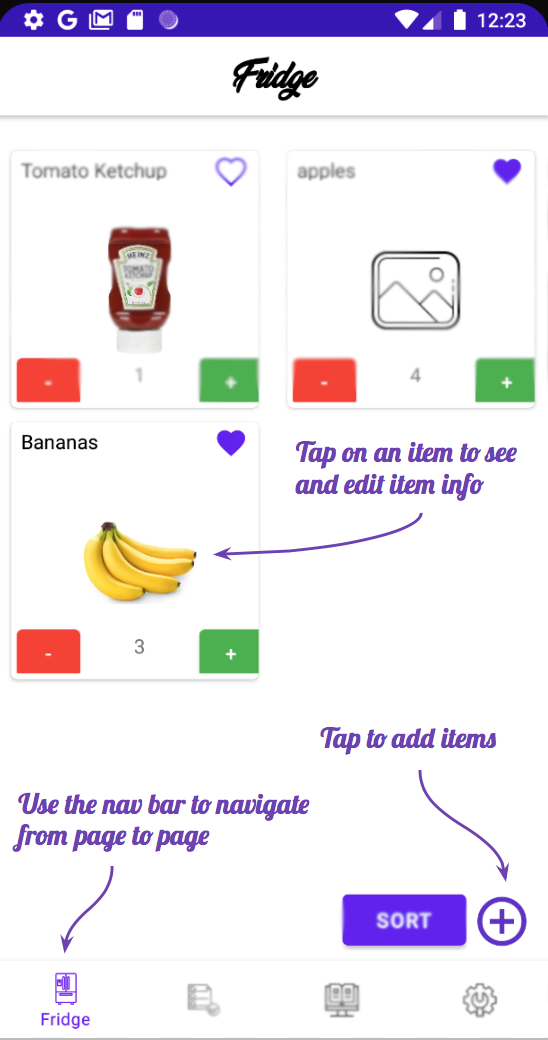 12:23
Fridge
Tomato Ketchup
apples
HEINZ
TOMATO
KETCHUP
- 1 +
- 4 +
Bananas
Tap on an item to see
and edit item info
- 3 +
Tap to add items
Use the nav bar to navigate
from page to page
SORT
Fridge